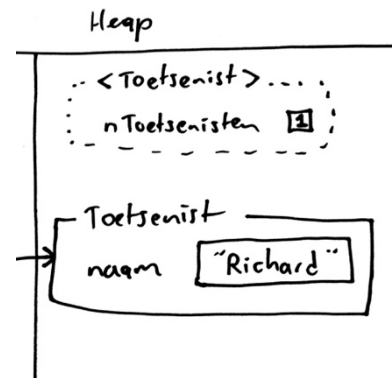 Heap
<Toetsenist>
nToetsenisten 1
Toetsenist
naam "Richard"